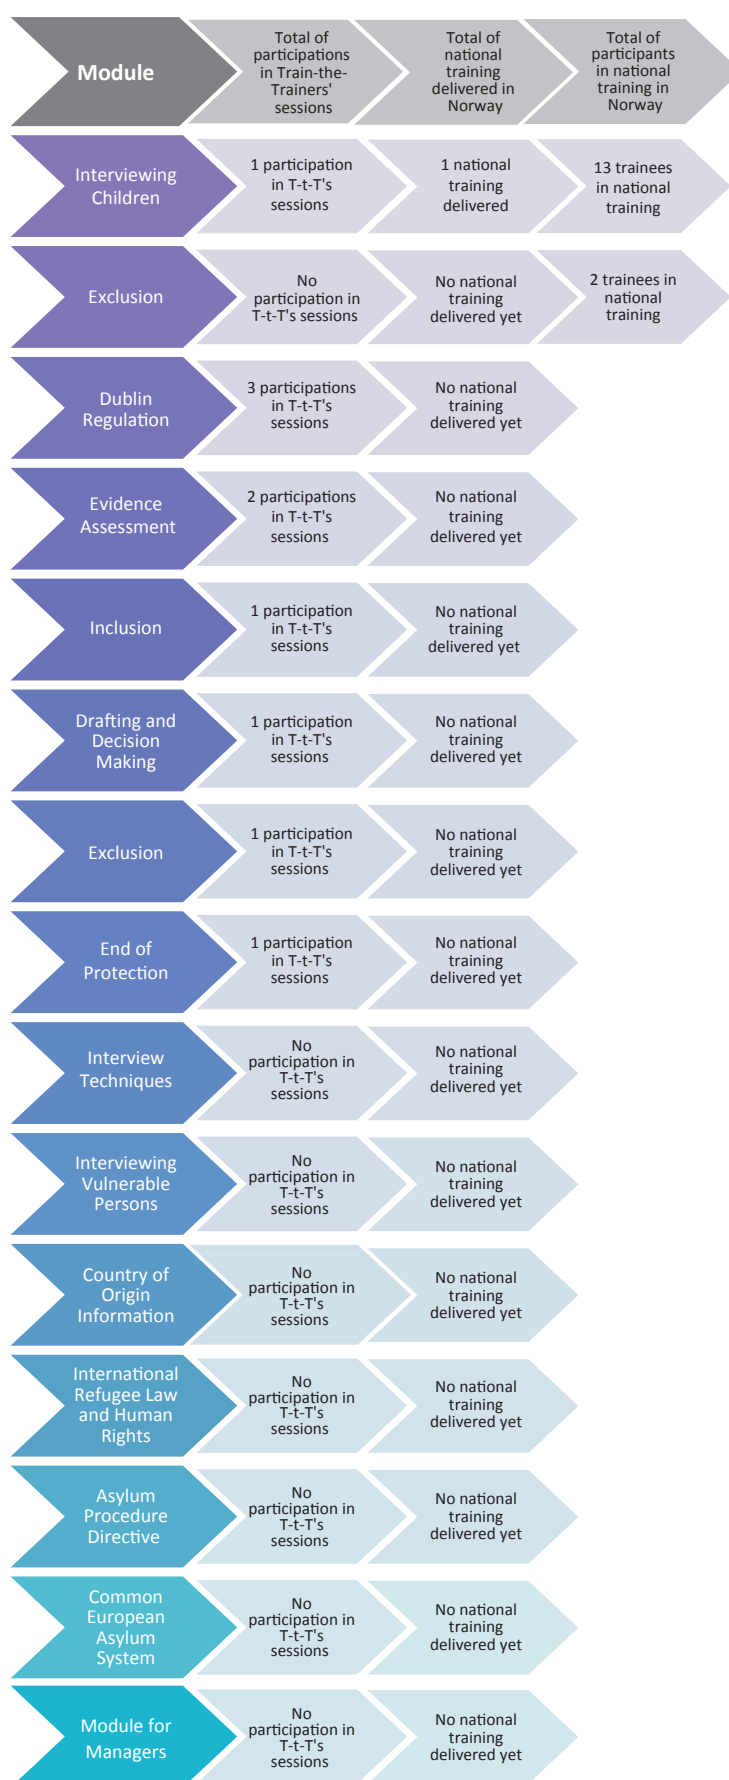 Module
Total of
participations
in Train-the-
Trainers'
sessions
Total of
national
training
delivered in
Norway
Total of
participants
in national
training in
Norway
Interviewing
Children
1 participation
in T-t-T's
sessions
1 national
training
delivered
13 trainees
in national
training
Exclusion
No
participation in
T-t-T's sessions
No national
training
delivered yet
2 trainees in
national
training
Dublin
Regulation
3 participations
in T-t-T's
sessions
No national
training
delivered yet
Evidence
Assessment
2 participations
in T-t-T's
sessions
No national
training
delivered yet
Inclusion
1 participation
in T-t-T's
sessions
No national
training
delivered yet
Drafting and
Decision
Making
1 participation
in T-t-T's
sessions
No national
training
delivered yet
Exclusion
1 participation
in T-t-T's
sessions
No national
training
delivered yet
End of
Protection
1 participation
in T-t-T's
sessions
No national
training
delivered yet
Interview
Techniques
No
participation in
T-t-T's
sessions
No national
training
delivered yet
Interviewing
Vulnerable
Persons
No
participation in
T-t-T's
sessions
No national
training
delivered yet
Country of
Origin
Information
No
participation in
T-t-T's
sessions
No national
training
delivered yet
International
Refugee Law
and Human
Rights
No
participation in
T-t-T's
sessions
No national
training
delivered yet
Asylum
Procedure
Directive
No
participation in
T-t-T's
sessions
No national
training
delivered yet
Common
European
Asylum
System
No
participation in
T-t-T's
sessions
No national
training
delivered yet
Module for
Managers
No
participation in
T-t-T's
sessions
No national
training
delivered yet